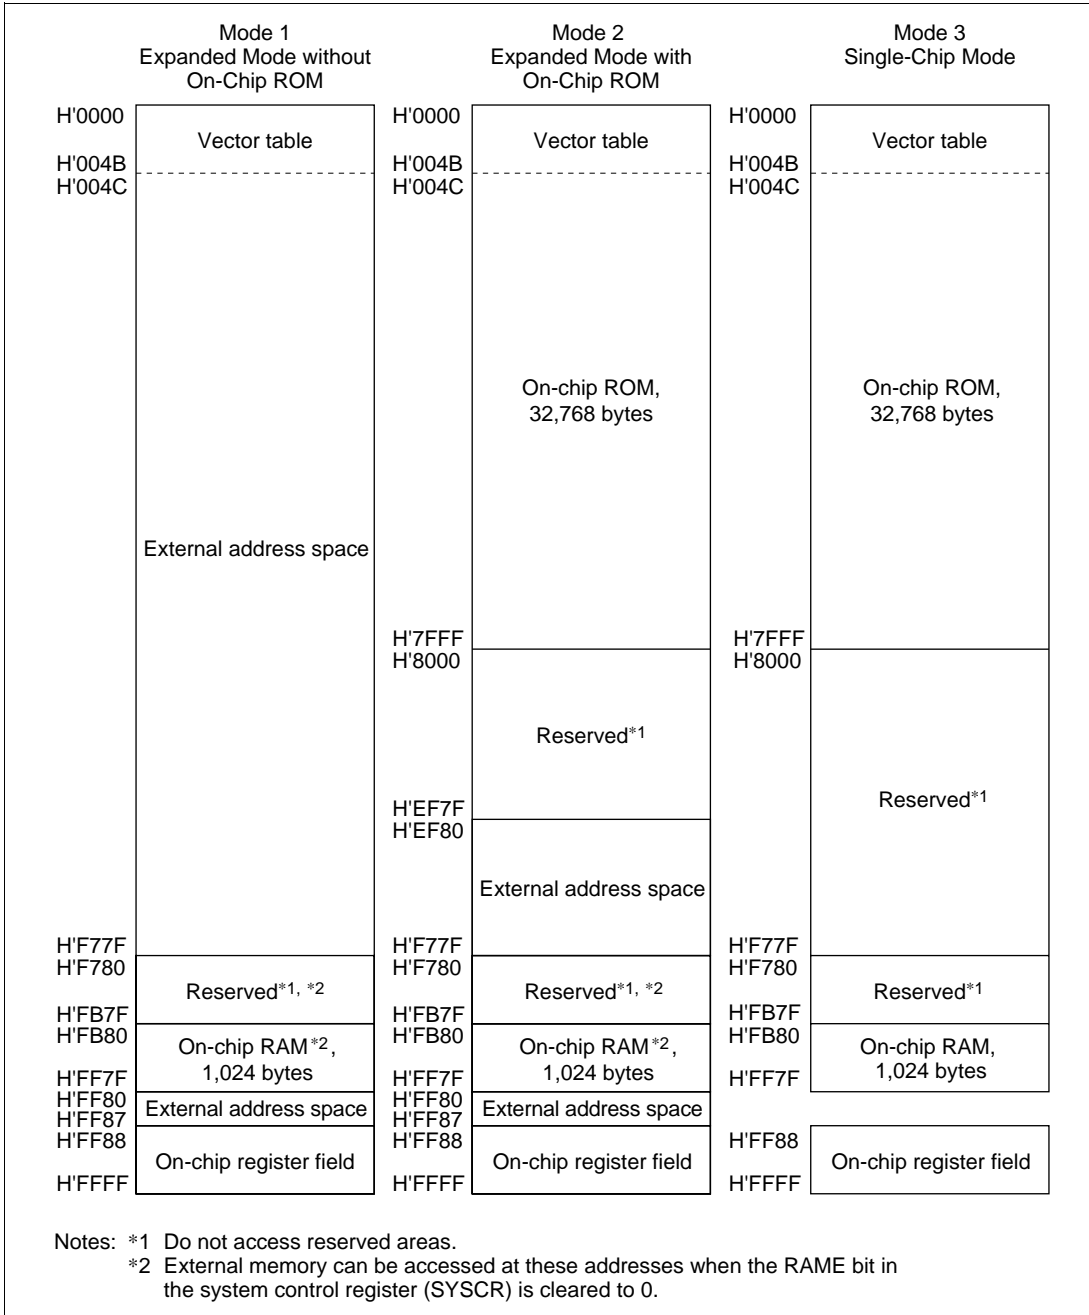 Mode 1
Expanded Mode without
On-Chip ROM
H'0000
Vector table
H'004B
H'004C
External address space
H'F77F
H'F780
Reserved*1, *2
H'FB7F
H'FB80
On-chip RAM*2,
1,024 bytes
H'FF7F
H'FF80
External address space
H'FF87
H'FF88
On-chip register field
H'FFFF
Mode 2
Expanded Mode with
On-Chip ROM
H'0000
Vector table
H'004B
H'004C
On-chip ROM,
32,768 bytes
H'7FFF
H'8000
Reserved*1
H'EF7F
H'EF80
External address space
H'F77F
H'F780
Reserved*1, *2
H'FB7F
H'FB80
On-chip RAM*2,
1,024 bytes
H'FF7F
H'FF80
External address space
H'FF87
H'FF88
On-chip register field
H'FFFF
Mode 3
Single-Chip Mode
H'0000
Vector table
H'004B
H'004C
On-chip ROM,
32,768 bytes
H'7FFF
H'8000
Reserved*1
H'F77F
H'F780
Reserved*1
H'FB7F
H'FB80
On-chip RAM,
1,024 bytes
H'FF7F
H'FF88
On-chip register field
H'FFFF
Notes: *1 Do not access reserved areas.
*2 External memory can be accessed at these addresses when the RAME bit in
the system control register (SYSCR) is cleared to 0.